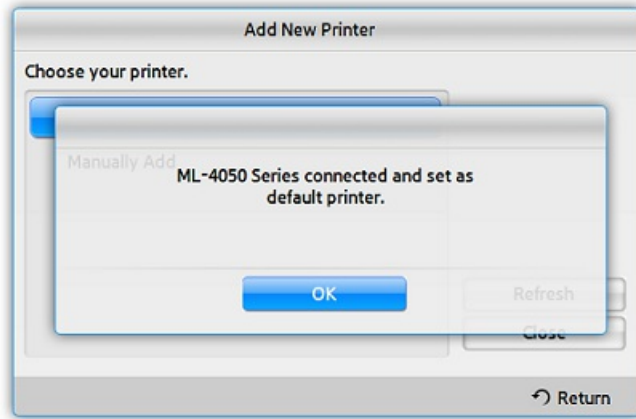 Add New Printer
Choose your printer.
Manually Add
ML-4050 Series connected and set as
default printer.
OK
Refresh
Close
Return